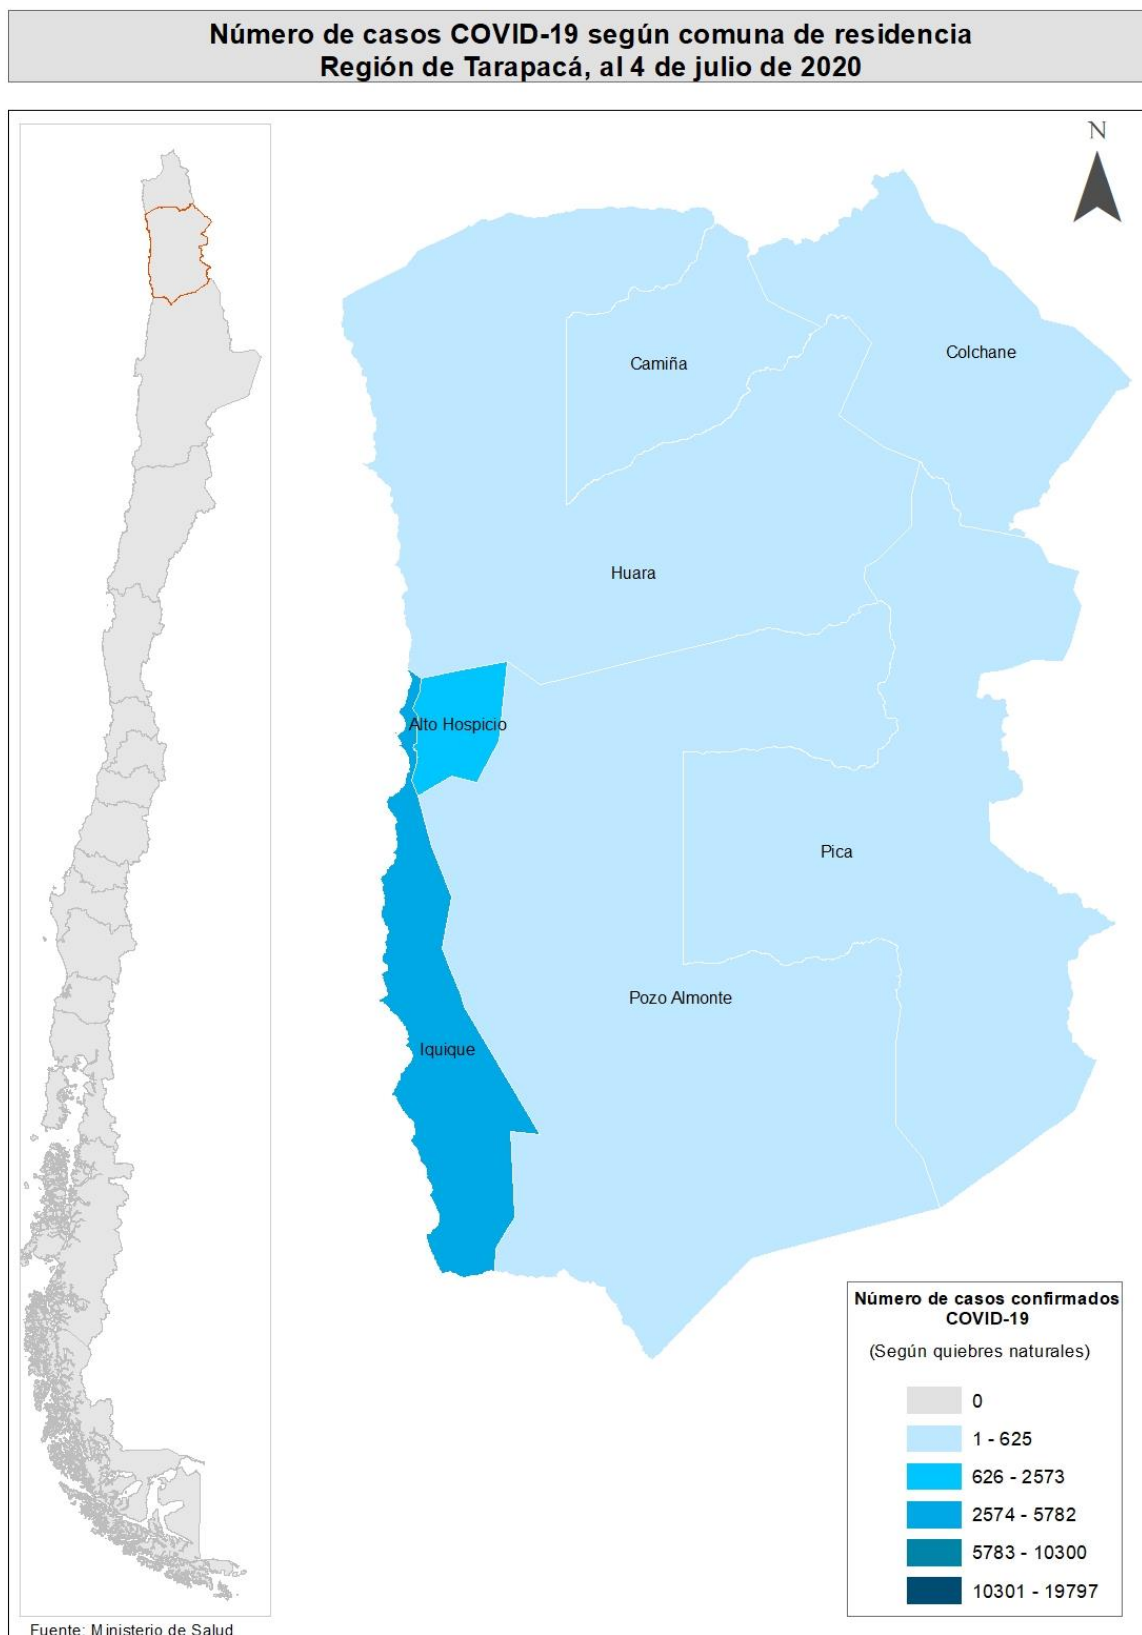 Número de casos COVID-19 según comuna de residencia
Región de Tarapacá, al 4 de julio de 2020
N
Colchane
Camiña
Huara
Alto Hospicio
Pica
Pozo Almonte
Iquique
Número de casos confirmados
COVID-19
(Según quiebres naturales)
0
1 - 625
626 - 2573
2574 - 5782
5783 - 10300
10301 - 19797
Fuente: Ministerio de Salud